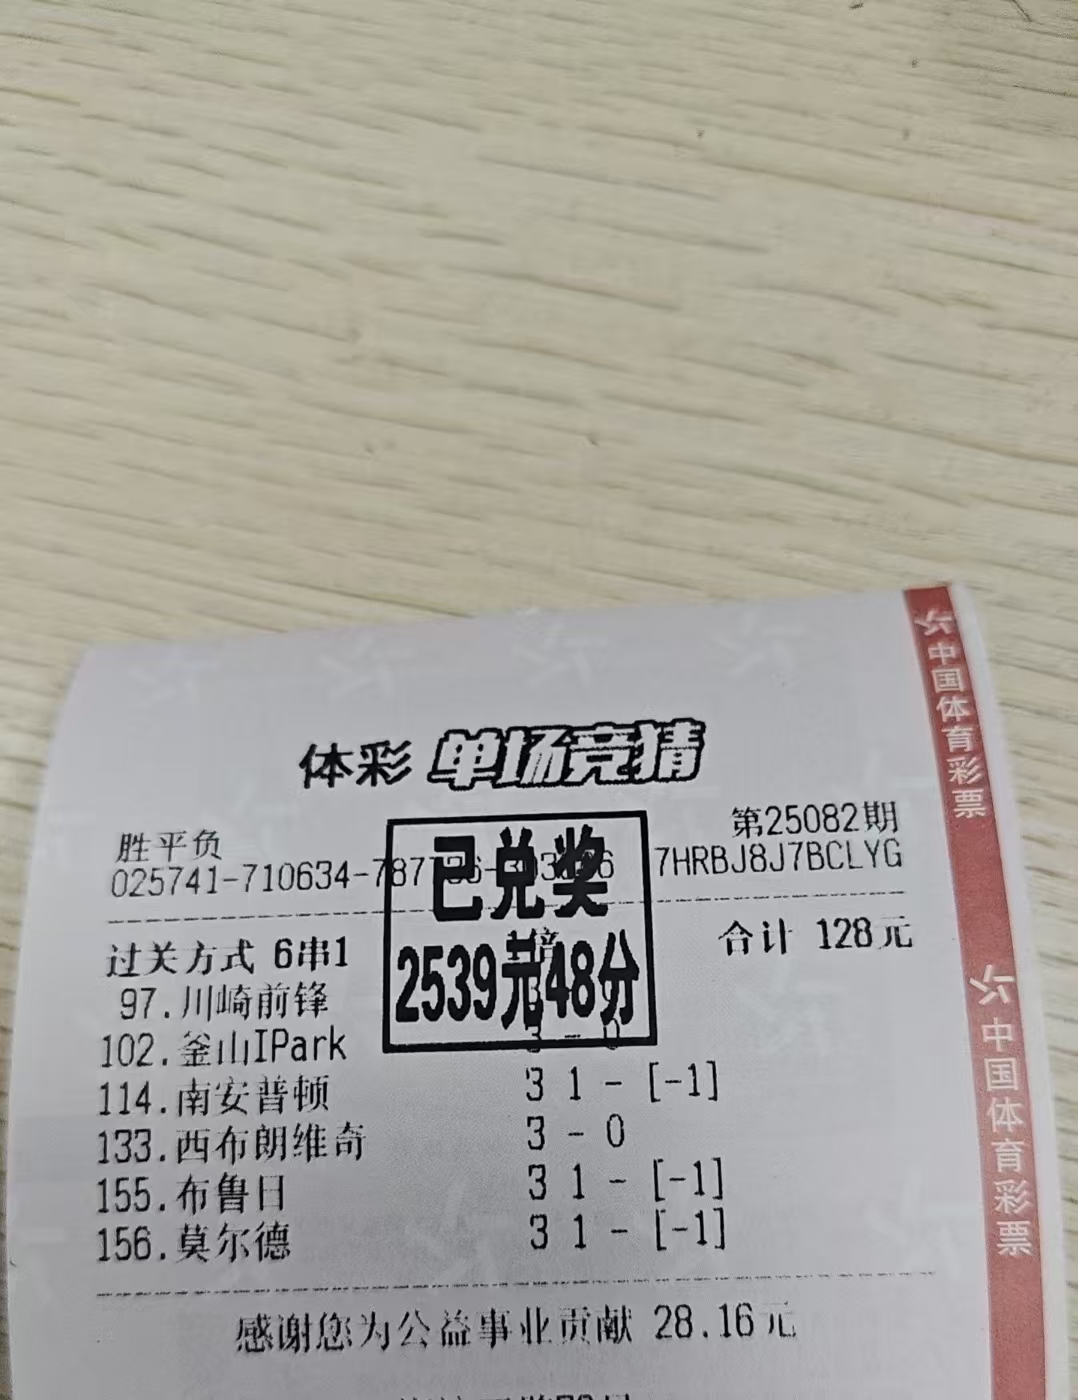 体彩 单场竞猜
胜平负 第25082期
025741-710634-787 7HRBJ8J7BCLYG
已兑奖
2539元48分
过关方式 6串1 合计 128元
97.川崎前锋
102.釜山IPark 3 - 0
114.南安普顿 3 1 - [-1]
133.西布朗维奇 3 - 0
155.布鲁日 3 1 - [-1]
156.莫尔德 3 1 - [-1]
感谢您为公益事业贡献 28.16元
中国体育彩票
中国体育彩票